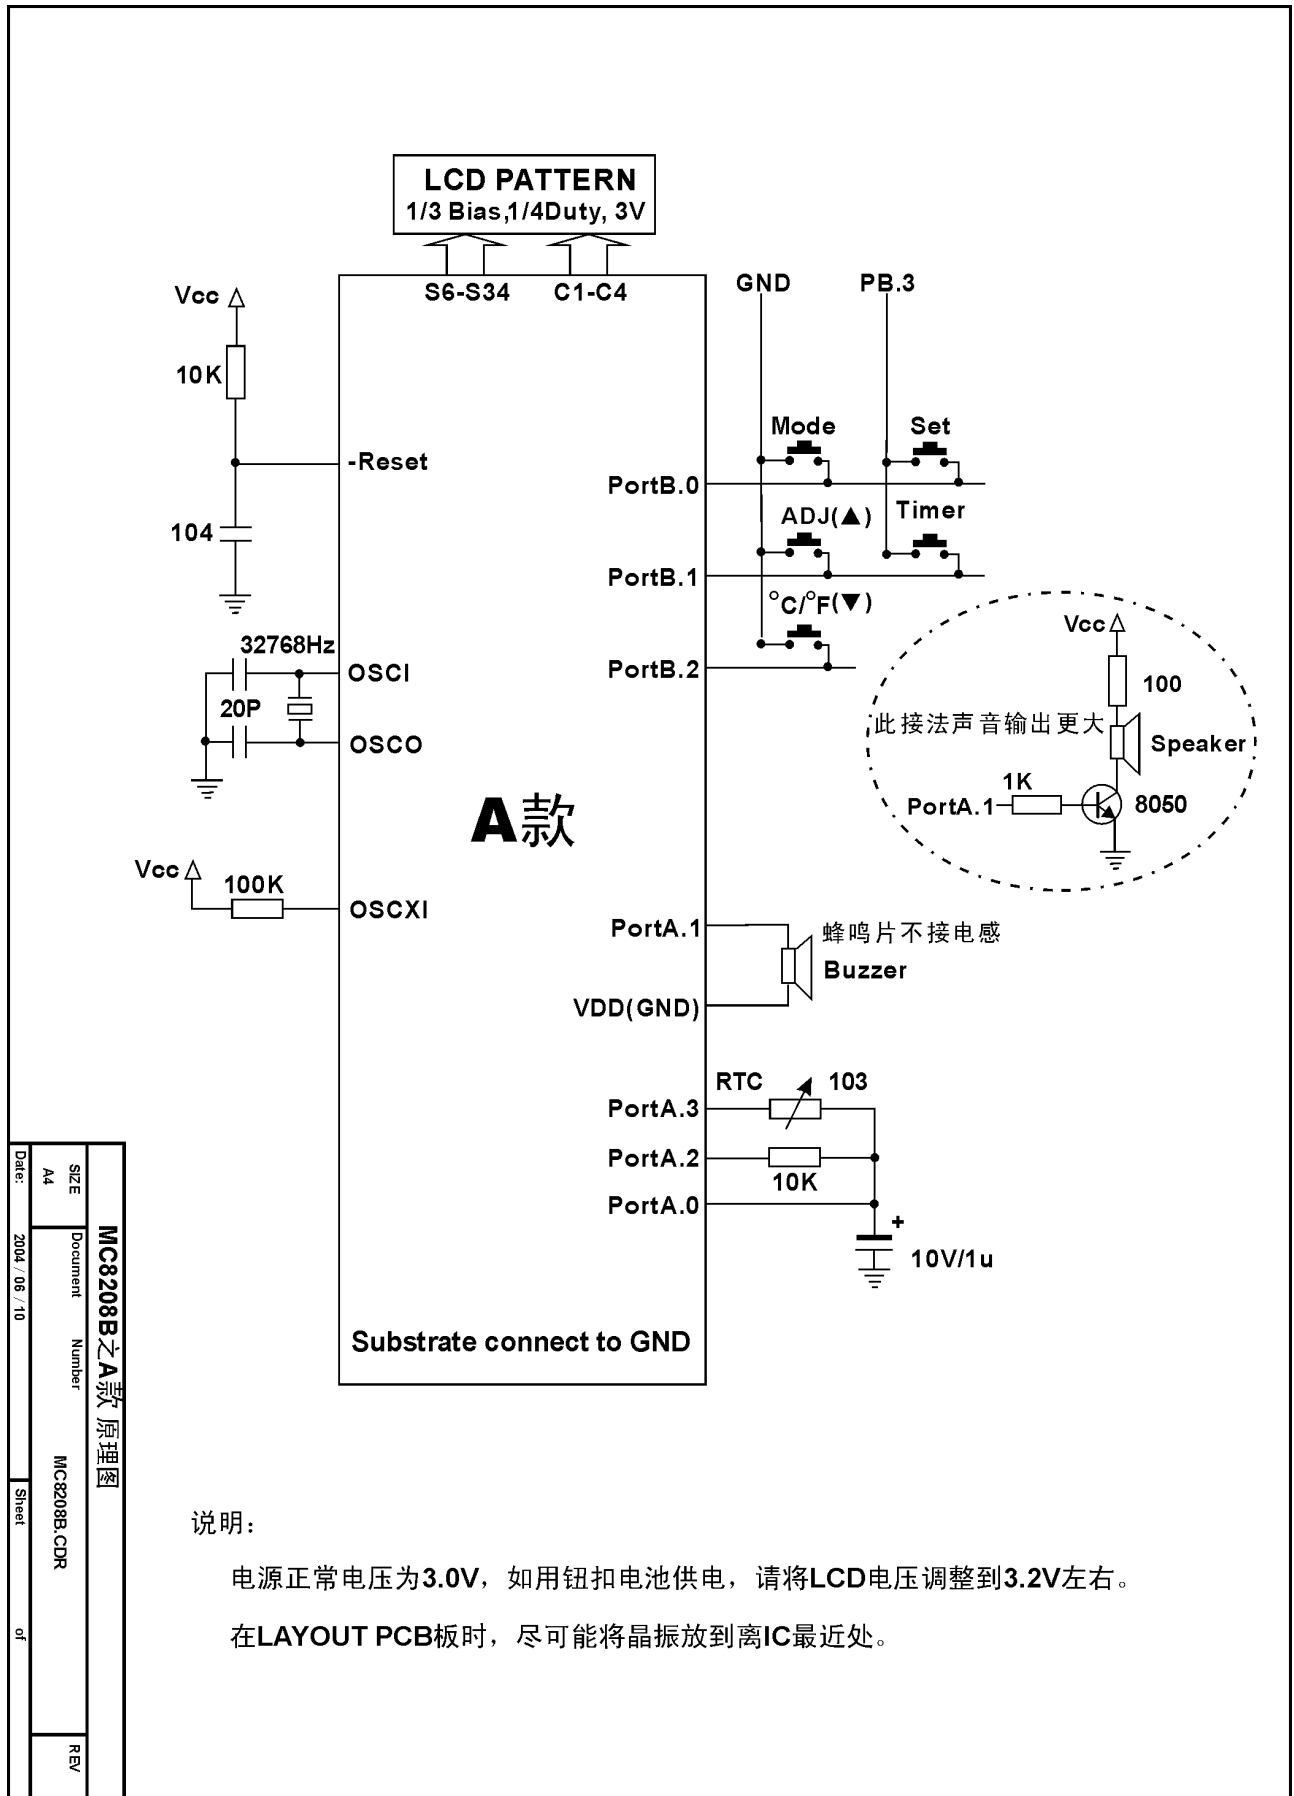 LCD PATTERN
1/3 Bias,1/4Duty, 3V
S6-S34
C1-C4
GND
PB.3
Vcc
10K
-Reset
104
Mode
Set
PortB.0
ADJ(▲)
Timer
PortB.1
°C/°F(▼)
PortB.2
32768Hz
OSCI
20P
OSCO
Vcc
100
此接法声音输出更大
Speaker
1K
PortA.1
8050
A款
Vcc
100K
OSCXI
PortA.1
蜂鸣片不接电感
Buzzer
VDD(GND)
RTC
103
PortA.3
PortA.2
10K
PortA.0
+
10V/1u
Substrate connect to GND
说明：
电源正常电压为3.0V，如用钮扣电池供电，请将LCD电压调整到3.2V左右。
在LAYOUT PCB板时，尽可能将晶振放到离IC最近处。
MC8208B之A款 原理图
SIZE
A4
Document Number
MC8208B.CDR
REV
Date:
2004 / 06 / 10
Sheet of